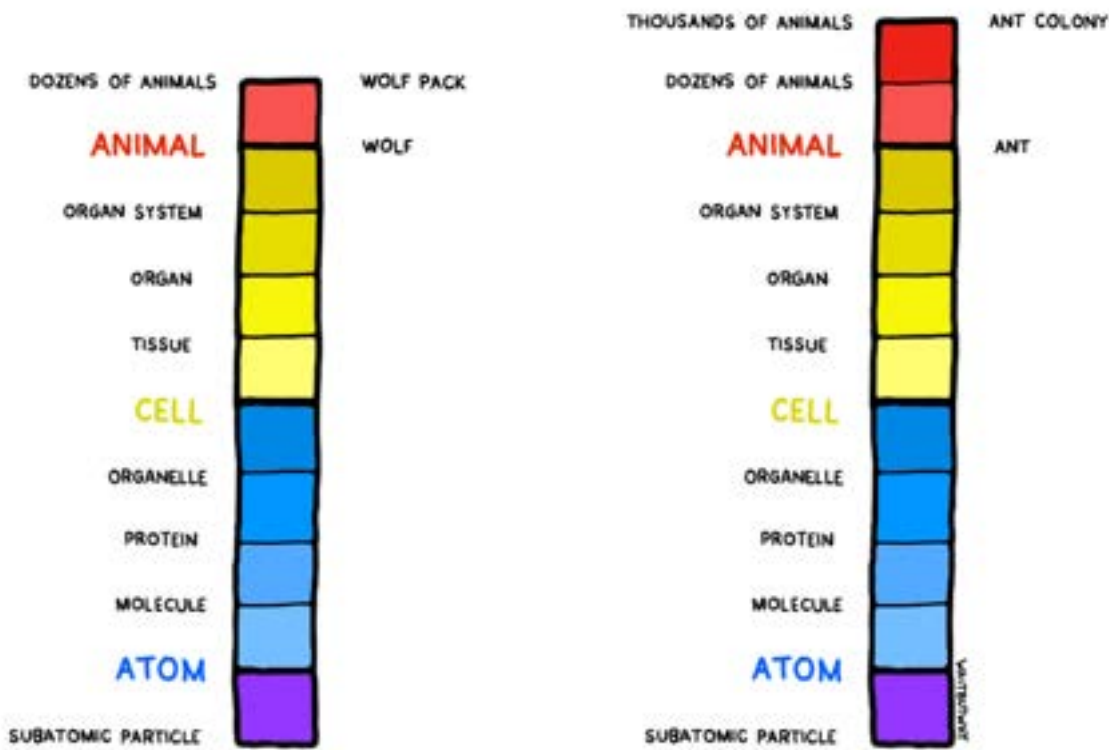 DOZENS OF ANIMALS
WOLF PACK
ANIMAL
WOLF
ORGAN SYSTEM
ORGAN
TISSUE
CELL
ORGANELLE
PROTEIN
MOLECULE
ATOM
SUBATOMIC PARTICLE
THOUSANDS OF ANIMALS
ANT COLONY
DOZENS OF ANIMALS
ANIMAL
ANT
ORGAN SYSTEM
ORGAN
TISSUE
CELL
ORGANELLE
PROTEIN
MOLECULE
ATOM
SUBATOMIC PARTICLE